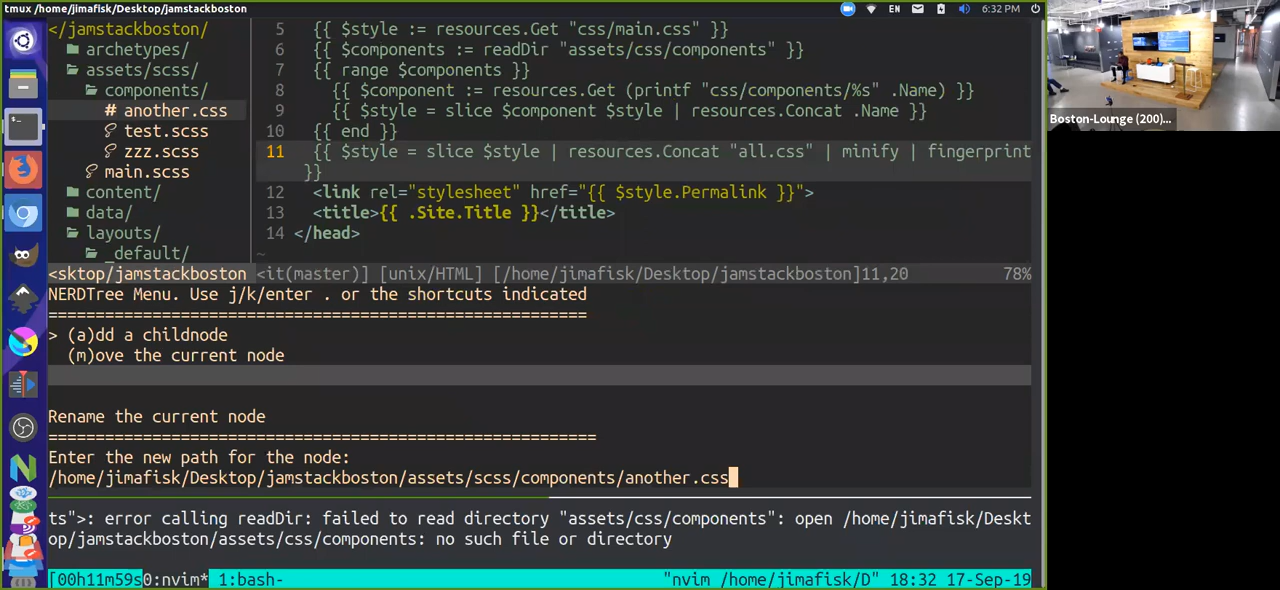 tmux /home/jimafisk/Desktop/jamstackboston
EN
6:32 PM
</jamstackboston/
archetypes/
assets/scss/
components/
# another.css
test.scss
zzz.scss
main.scss
content/
data/
layouts/
_default/
<sktop/jamstackboston
5 {{ $style := resources.Get "css/main.css" }}
6 {{ $components := readDir "assets/css/components" }}
7 {{ range $components }}
8 {{ $component := resources.Get (printf "css/components/%s" .Name) }}
9 {{ $style = slice $component $style | resources.Concat .Name }}
10 {{ end }}
11 {{ $style = slice $style | resources.Concat "all.css" | minify | fingerprint
}}
12 <link rel="stylesheet" href="{{ $style.Permalink }}">
13 <title>{{ .Site.Title }}</title>
14 </head>
~
<it(master)] [unix/HTML] [/home/jimafisk/Desktop/jamstackboston]11,20 78%
NERDTree Menu. Use j/k/enter . or the shortcuts indicated
==========================================================
> (a)dd a childnode
(m)ove the current node
Rename the current node
==========================================================
Enter the new path for the node:
/home/jimafisk/Desktop/jamstackboston/assets/scss/components/another.css
ts">: error calling readDir: failed to read directory "assets/css/components": open /home/jimafisk/Deskt
op/jamstackboston/assets/css/components: no such file or directory
[00h11m59s0:nvim* 1:bash- "nvim /home/jimafisk/D" 18:32 17-Sep-19
Boston-Lounge (200)...